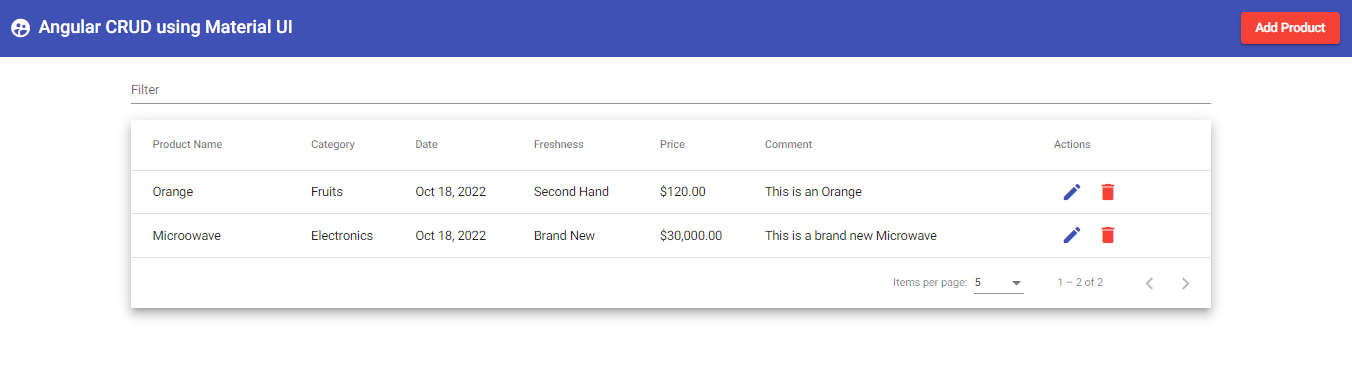 Angular CRUD using Material UI Add Product
Filter
Product Name Category Date Freshness Price Comment Actions
Orange Fruits Oct 18, 2022 Second Hand $120.00 This is an Orange
Microowave Electronics Oct 18, 2022 Brand New $30,000.00 This is a brand new Microwave
Items per page: 5 1 – 2 of 2